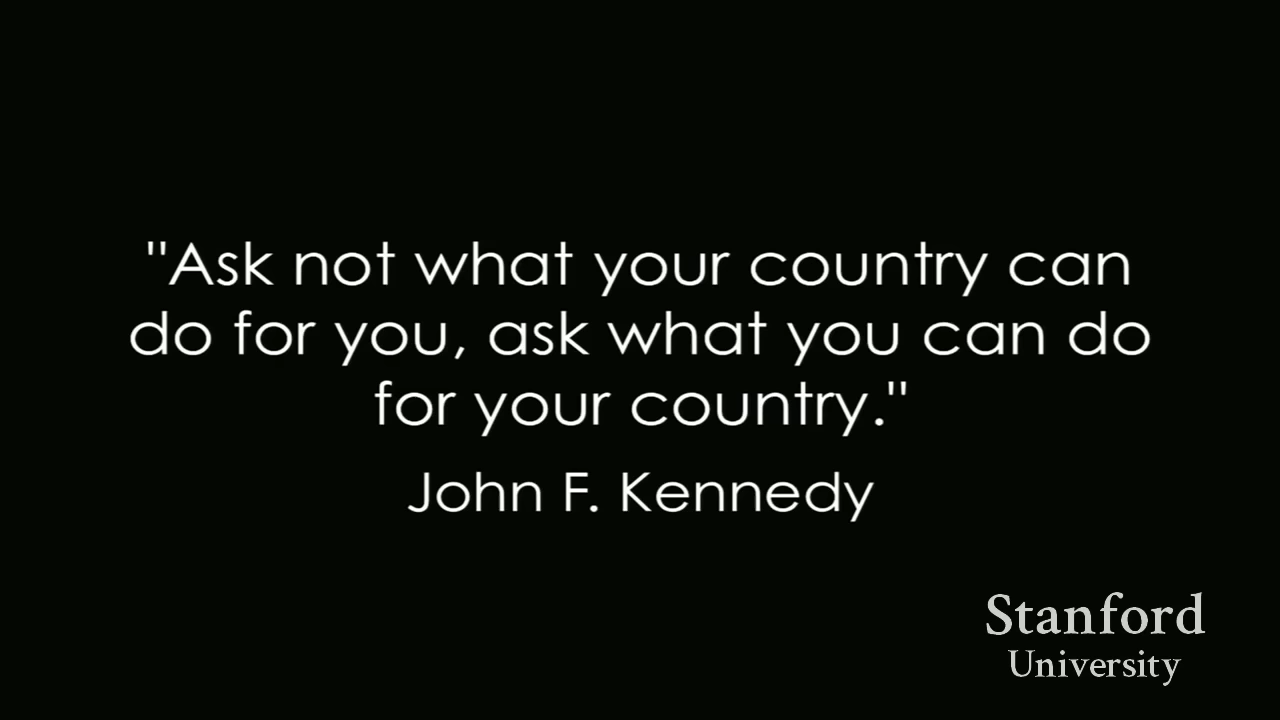 "Ask not what your country can
do for you, ask what you can do
for your country."
John F. Kennedy
Stanford
University